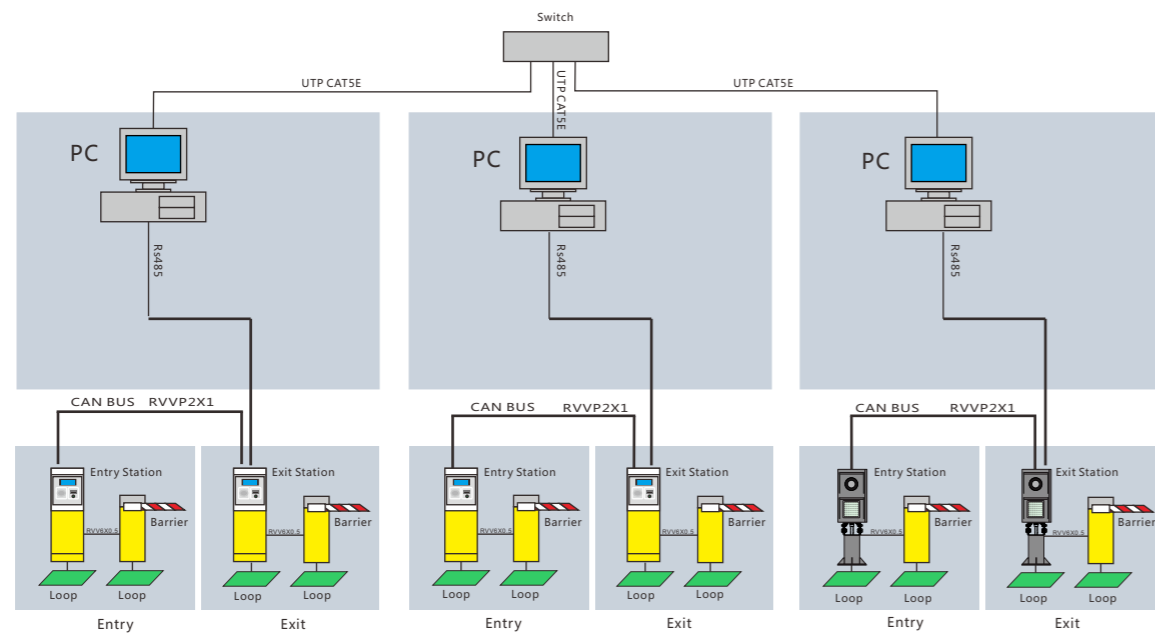 Switch
UTP CAT5E
UTP CAT5E
UTP CAT5E
PC
PC
PC
Rs485
Rs485
Rs485
CAN BUS RVVP2X1
CAN BUS RVVP2X1
CAN BUS RVVP2X1
Entry Station
Exit Station
Entry Station
Exit Station
Entry Station
Exit Station
Barrier
Barrier
Barrier
Barrier
Barrier
Barrier
RVV6X0.5
RVV6X0.5
RVV6X0.5
RVV6X0.5
RVV6X0.5
RVV6X0.5
Loop
Loop
Loop
Loop
Loop
Loop
Loop
Loop
Loop
Loop
Loop
Loop
Entry
Exit
Entry
Exit
Entry
Exit